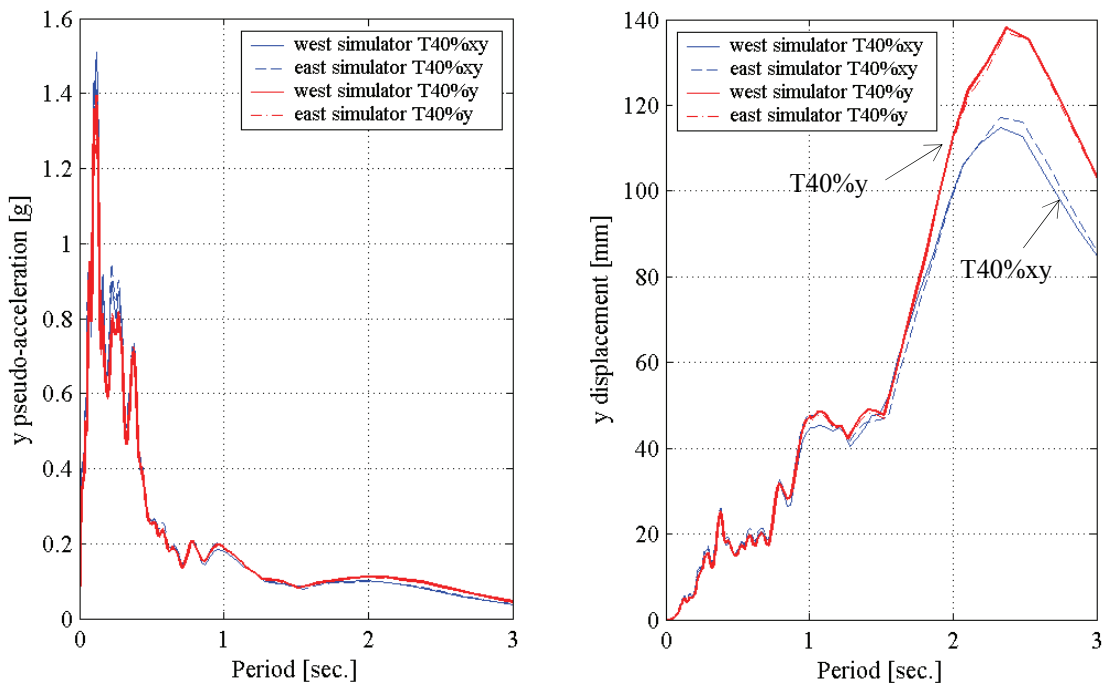 1.6
1.4
1.2
1
0.8
0.6
0.4
0.2
0
y pseudo-acceleration [g]
west simulator T40%xy
east simulator T40%xy
west simulator T40%y
east simulator T40%y
0 1 2 3
Period [sec.]
140
120
100
80
60
40
20
0
y displacement [mm]
west simulator T40%xy
east simulator T40%xy
west simulator T40%y
east simulator T40%y
T40%y
T40%xy
0 1 2 3
Period [sec.]